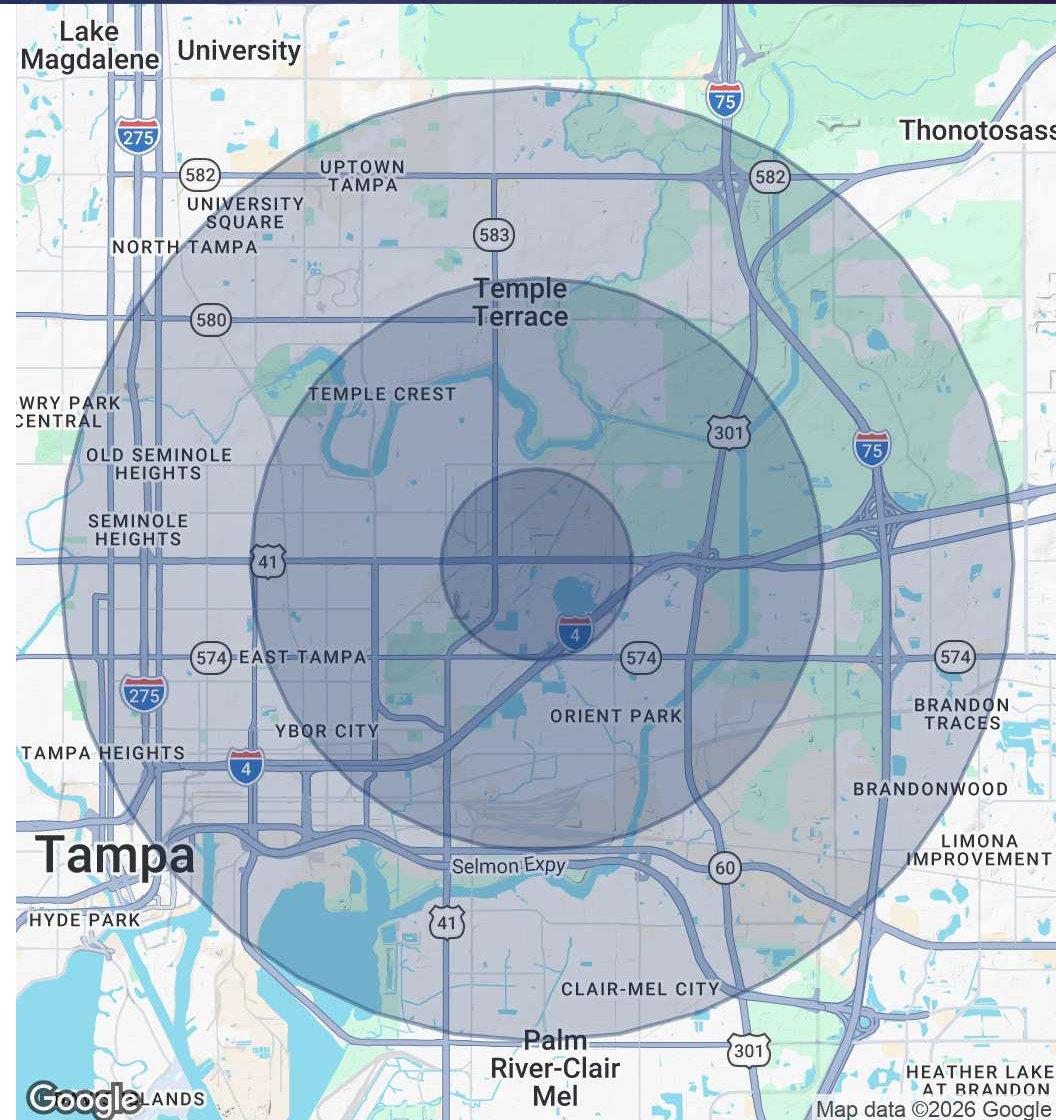 Lake
Magdalene
University
275
75
Thonotosass
582
UPTOWN
TAMPA
582
UNIVERSITY
SQUARE
583
NORTH TAMPA
Temple
Terrace
580
TEMPLE CREST
WRY PARK
CENTRAL
301
75
OLD SEMINOLE
HEIGHTS
SEMINOLE
HEIGHTS
41
4
574
EAST TAMPA
574
574
275
ORIENT PARK
BRANDON
TRACES
YBOR CITY
TAMPA HEIGHTS
4
BRANDONWOOD
Tampa
LIMONA
IMPROVEMENT
Selmon Expy
60
HYDE PARK
41
CLAIR-MEL CITY
Palm
River-Clair
Mel
301
HEATHER LAKE
AT BRANDON
Google
LANDS
Map data ©2026 Google